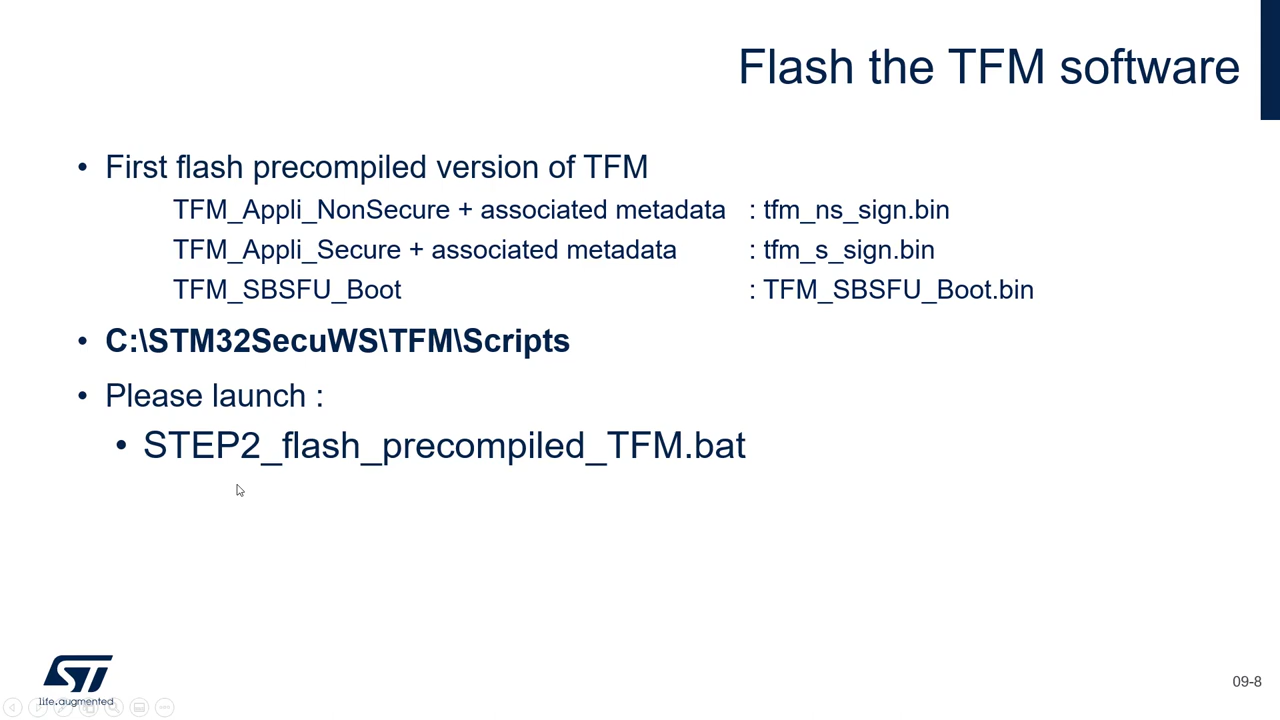 Flash the TFM software
• First flash precompiled version of TFM
TFM_Appli_NonSecure + associated metadata : tfm_ns_sign.bin
TFM_Appli_Secure + associated metadata : tfm_s_sign.bin
TFM_SBSFU_Boot : TFM_SBSFU_Boot.bin
• C:\STM32SecuWS\TFM\Scripts
• Please launch :
• STEP2_flash_precompiled_TFM.bat
ST
life.augmented
09-8